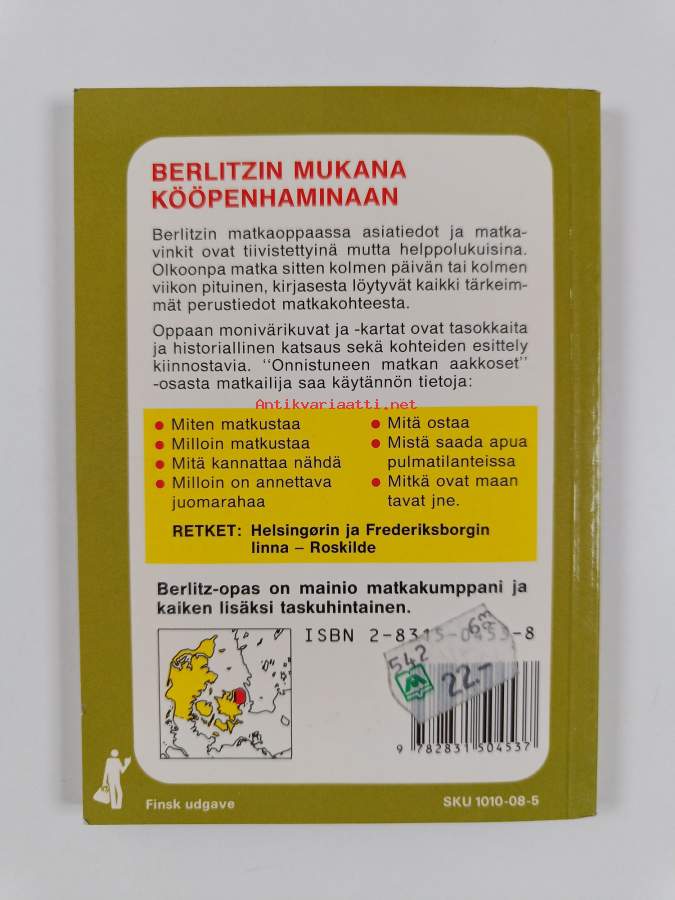 BERLITZIN MUKANA
KÖÖPENHAMINAAN
Berlitzin matkaoppaassa asiatiedot ja matka-
vinkit ovat tiivistettyinä mutta helppolukuisina.
Olkoonpa matka sitten kolmen päivän tai kolmen
viikon pituinen, kirjasesta löytyvät kaikki tärkeim-
mät perustiedot matkakohteesta.
Oppaan monivärikuvat ja -kartat ovat tasokkaita
ja historiallinen katsaus sekä kohteiden esittely
kiinnostavia. "Onnistuneen matkan aakkoset"
-osasta matkailija saa käytännön tietoja:
Antikvariaatti.net
• Miten matkustaa
• Milloin matkustaa
• Mitä kannattaa nähdä
• Milloin on annettava
juomarahaa
• Mitä ostaa
• Mistä saada apua
pulmatilanteissa
• Mitkä ovat maan
tavat jne.
RETKET: Helsingørin ja Frederiksborgin
linna – Roskilde
Berlitz-opas on mainio matkakumppani ja
kaiken lisäksi taskuhintainen.
ISBN 2-8315-0453-8
542
22-
9 782831 504537
Finsk udgave
SKU 1010-08-5